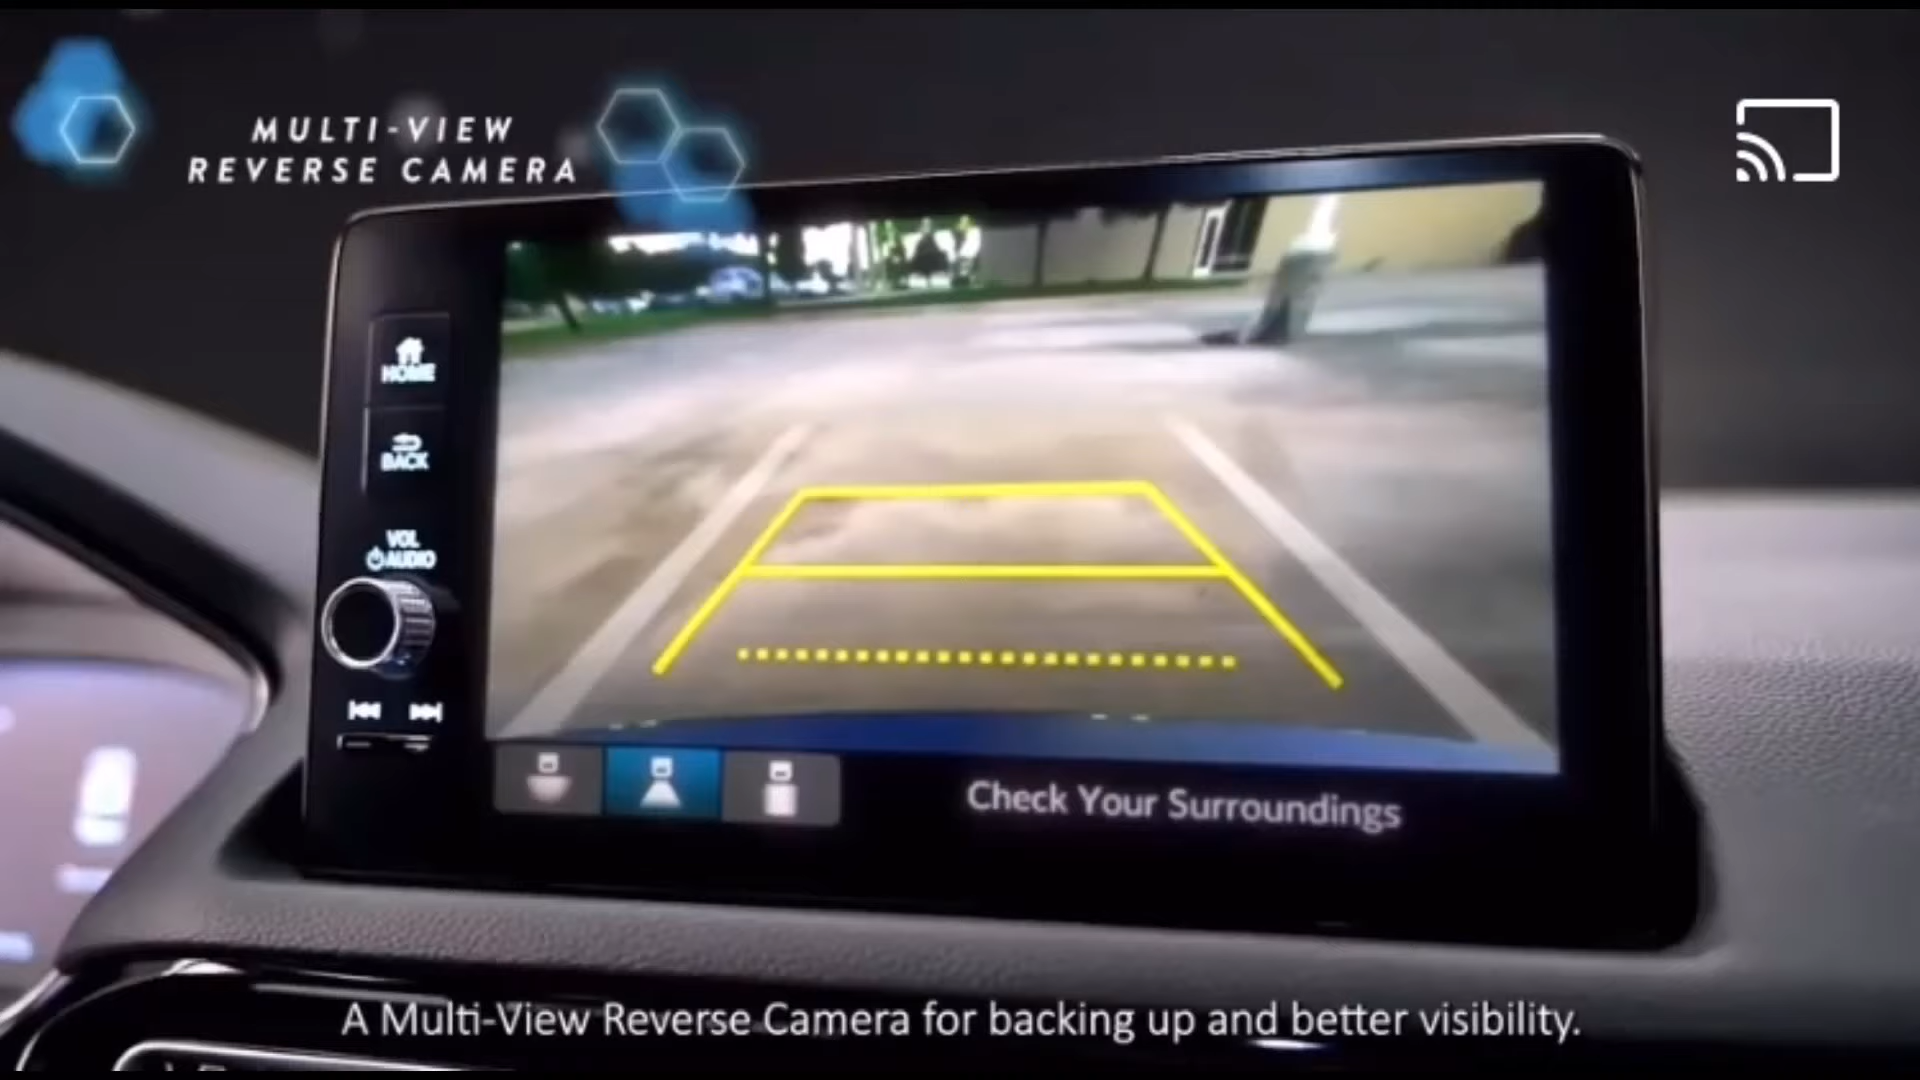 MULTI-VIEW
REVERSE CAMERA
HOME
BACK
VOL
AUDIO
Check Your Surroundings
A Multi-View Reverse Camera for backing up and better visibility.